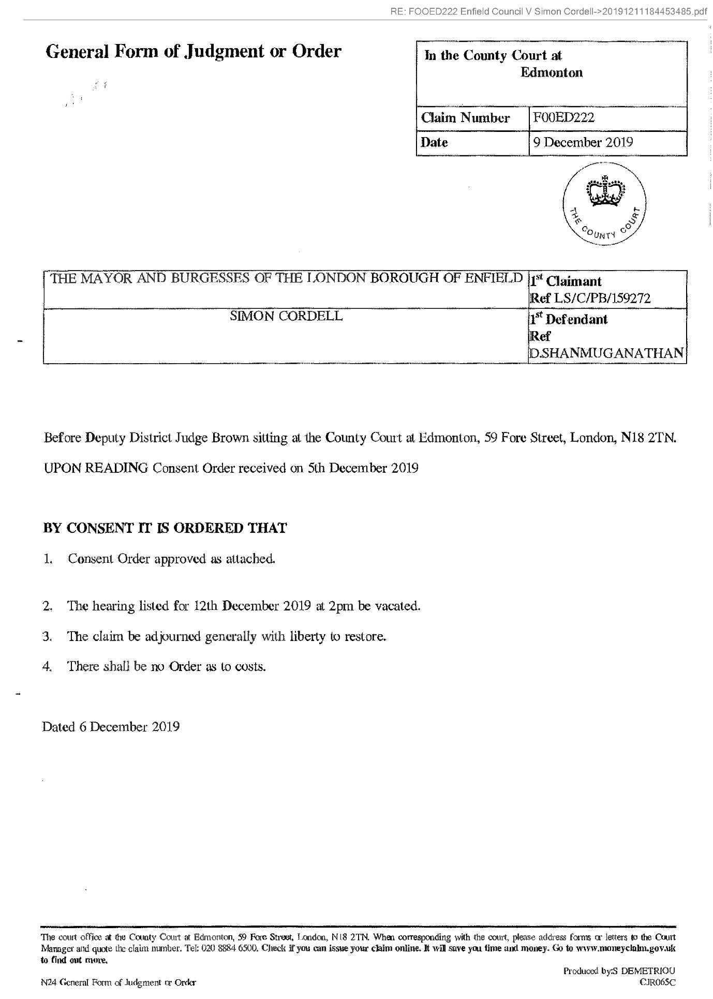 RE: FOOED222 Enfield Council V Simon Cordell->20191211184453485.pdf
General Form of Judgment or Order
In the County Court at
Edmonton
Claim Number F00ED222
Date 9 December 2019
THE COUNTY COURT
THE MAYOR AND BURGESSES OF THE LONDON BOROUGH OF ENFIELD
1st Claimant
Ref LS/C/PB/159272
SIMON CORDELL
1st Defendant
Ref
D.SHANMUGANATHAN
Before Deputy District Judge Brown sitting at the County Court at Edmonton, 59 Fore Street, London, N18 2TN.
UPON READING Consent Order received on 5th December 2019
BY CONSENT IT IS ORDERED THAT
1. Consent Order approved as attached.
2. The hearing listed for 12th December 2019 at 2pm be vacated.
3. The claim be adjourned generally with liberty to restore.
4. There shall be no Order as to costs.
Dated 6 December 2019
The court office at the County Court at Edmonton, 59 Fore Street, London, N18 2TN. When corresponding with the court, please address forms or letters to the Court
Manager and quote the claim number. Tel: 020 8884 6500. Check if you can issue your claim online. It will save you time and money. Go to www.moneyclaim.gov.uk
to find out more.
Produced by:S DEMETRIOU
N24 General Form of Judgment or Order
CJR065C